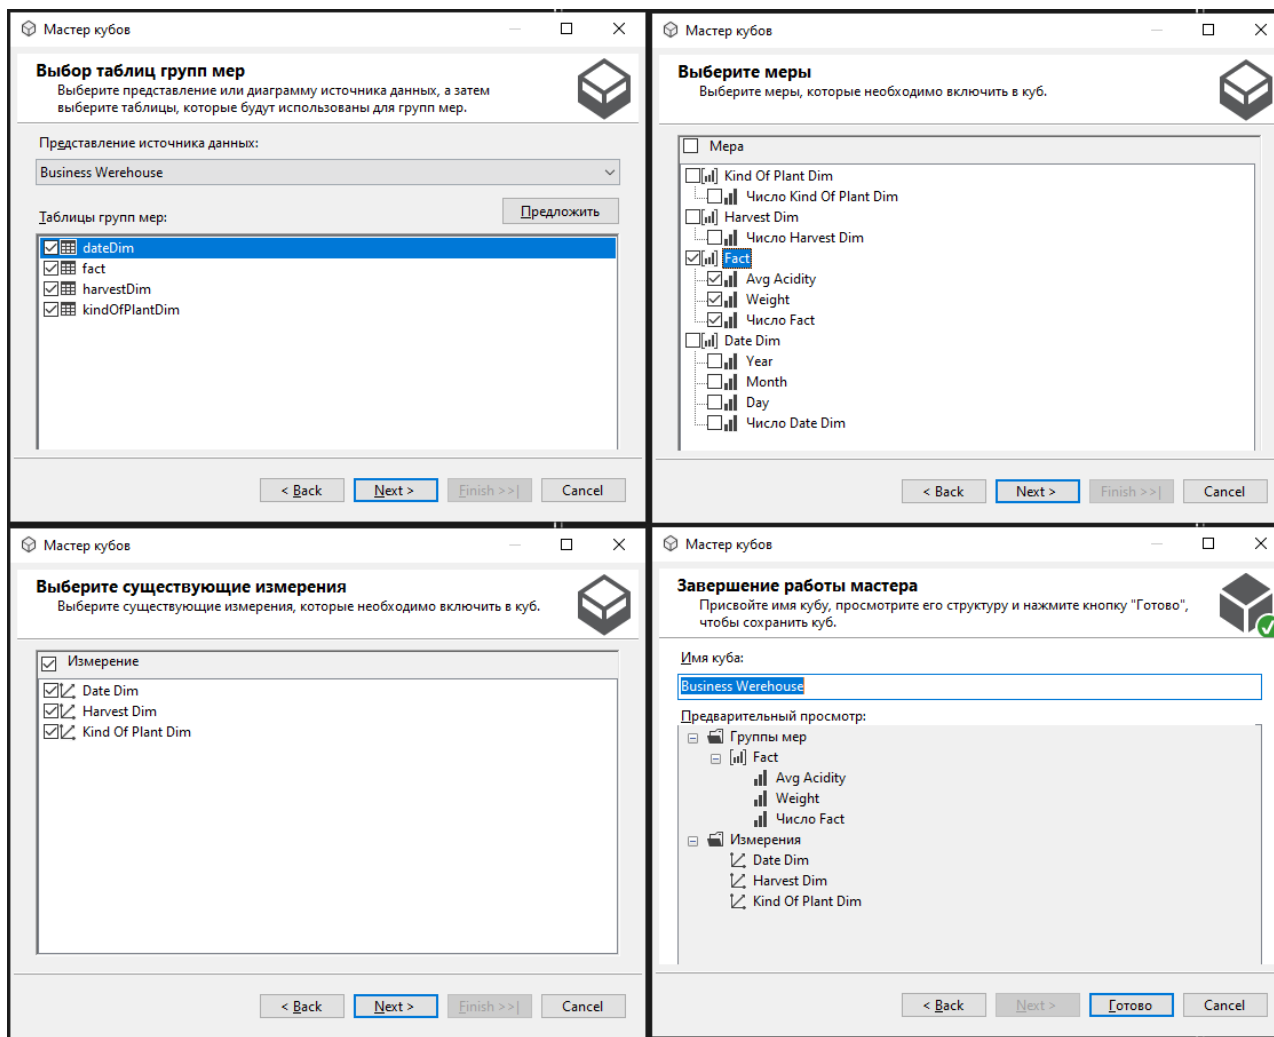 Мастер кубов
Выбор таблиц групп мер
Выберите представление или диаграмму источника данных, а затем
выберите таблицы, которые будут использованы для групп мер.
Представление источника данных:
Business Werehouse
Таблицы групп мер:
Предложить
dateDim
fact
harvestDim
kindOfPlantDim
< Back
Next >
Finish >>|
Cancel
Мастер кубов
Выберите меры
Выберите меры, которые необходимо включить в куб.
Мера
Kind Of Plant Dim
Число Kind Of Plant Dim
Harvest Dim
Число Harvest Dim
Fact
Avg Acidity
Weight
Число Fact
Date Dim
Year
Month
Day
Число Date Dim
< Back
Next >
Finish >>|
Cancel
Мастер кубов
Выберите существующие измерения
Выберите существующие измерения, которые необходимо включить в куб.
Измерение
Date Dim
Harvest Dim
Kind Of Plant Dim
< Back
Next >
Finish >>|
Cancel
Мастер кубов
Завершение работы мастера
Присвойте имя кубу, просмотрите его структуру и нажмите кнопку "Готово",
чтобы сохранить куб.
Имя куба:
Business Werehouse
Предварительный просмотр:
Группы мер
Fact
Avg Acidity
Weight
Число Fact
Измерения
Date Dim
Harvest Dim
Kind Of Plant Dim
< Back
Next >
Готово
Cancel